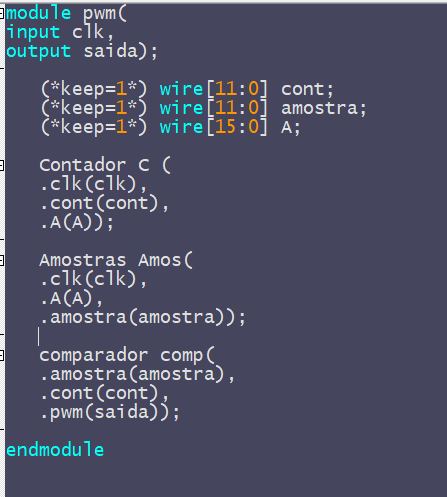 module pwm(
input clk,
output saida);
(*keep=1*) wire[11:0] cont;
(*keep=1*) wire[11:0] amostra;
(*keep=1*) wire[15:0] A;
Contador C (
.clk(clk),
.cont(cont),
.A(A));
Amostras Amos(
.clk(clk),
.A(A),
.amostra(amostra));
comparador comp(
.amostra(amostra),
.cont(cont),
.pwm(saida));
endmodule